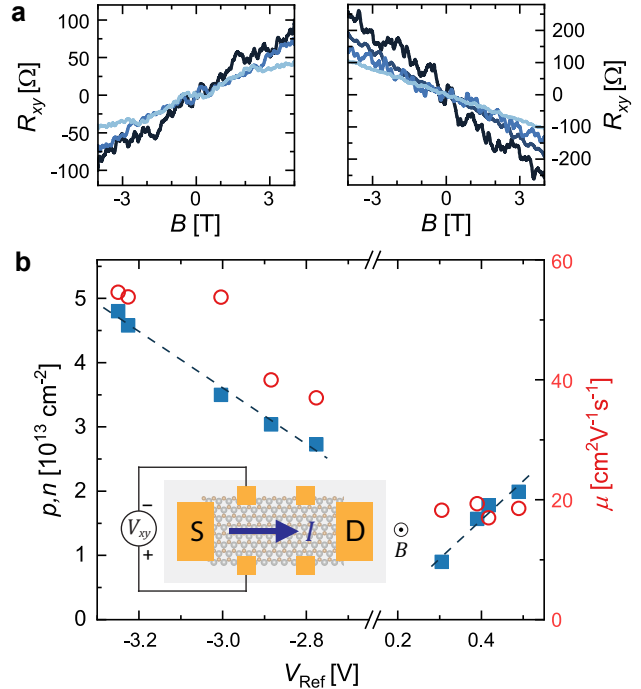 a
100
50
0
-50
-100
R_xy [Ω]
-3 0 3
B [T]
200
100
0
-100
-200
R_xy [Ω]
-3 0 3
B [T]
b
5
4
3
2
1
0
p,n [10^13 cm^-2]
60
40
20
0
μ [cm^2V^-1s^-1]
-3.2 -3.0 -2.8 0.2 0.4
V_Ref [V]
−
V_xy
+
S
I
D
B